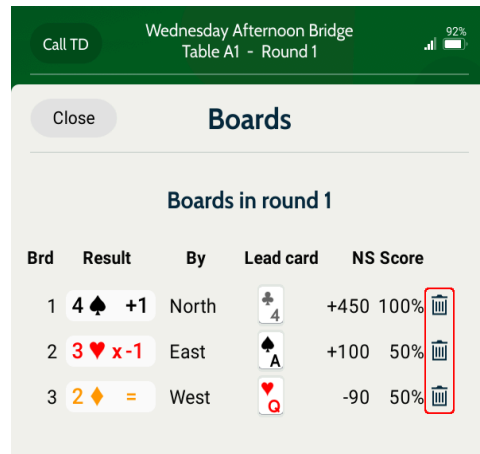 Call TD
Wednesday Afternoon Bridge
Table A1 - Round 1
92%
Close
Boards
Boards in round 1
Brd Result By Lead card NS Score
1 4 ♠ +1 North ♣ 4 +450 100%
2 3 ♥ x -1 East ♠ A +100 50%
3 2 ♦ = West ♥ Q -90 50%